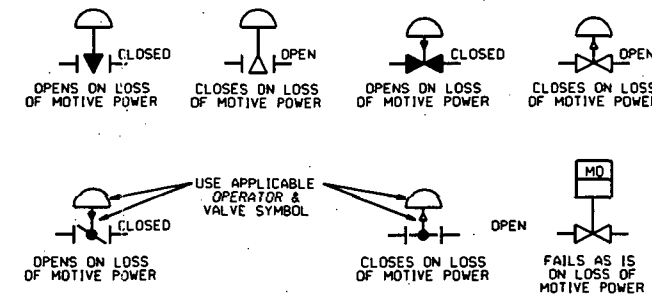 CLOSED
OPENS ON LOSS
OF MOTIVE POWER
OPEN
CLOSES ON LOSS
OF MOTIVE POWER
CLOSED
OPENS ON LOSS
OF MOTIVE POWER
OPEN
CLOSES ON LOSS
OF MOTIVE POWER
CLOSED
OPENS ON LOSS
OF MOTIVE POWER
USE APPLICABLE
OPERATOR &
VALVE SYMBOL
OPEN
CLOSES ON LOSS
OF MOTIVE POWER
MO
FAILS AS IS
ON LOSS OF
MOTIVE POWER